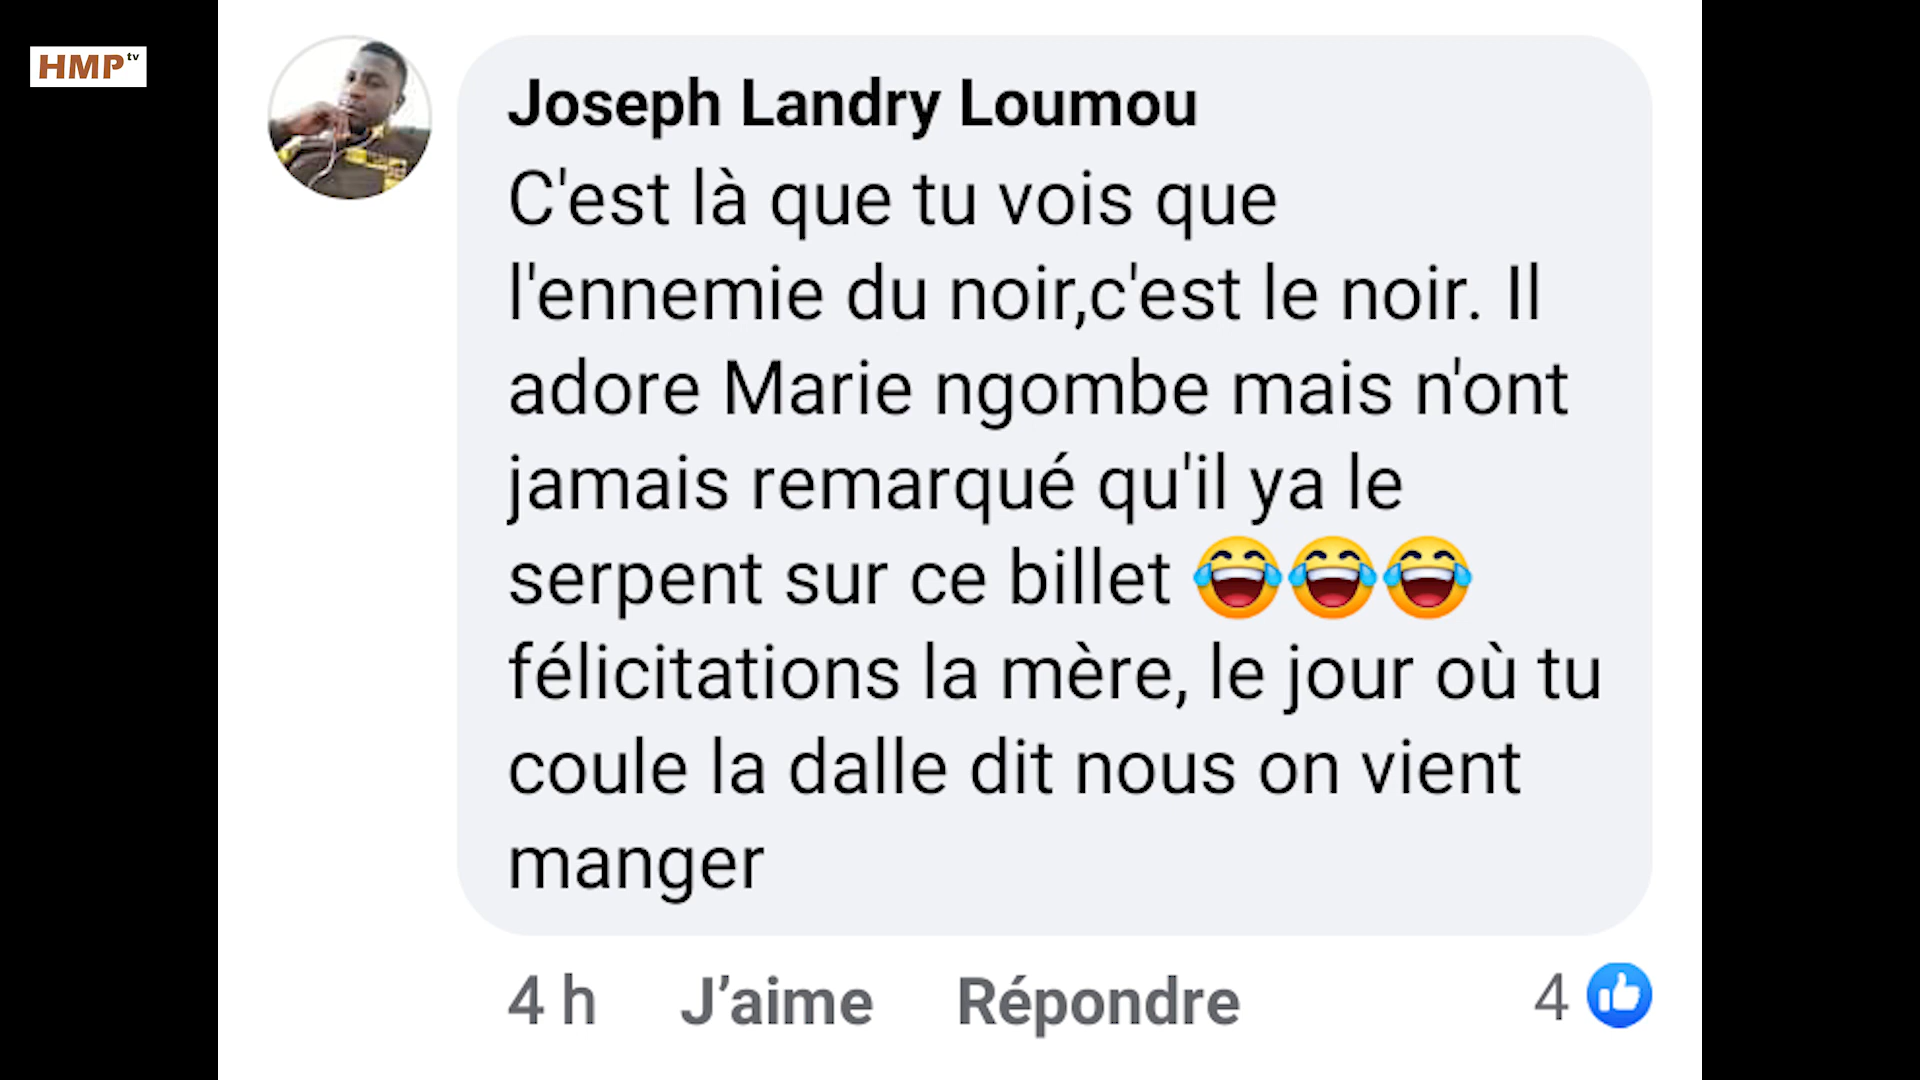 HMP tv
Joseph Landry Loumou
C'est là que tu vois que
l'ennemie du noir,c'est le noir. Il
adore Marie ngombe mais n'ont
jamais remarqué qu'il ya le
serpent sur ce billet 😂😂😂
félicitations la mère, le jour où tu
coule la dalle dit nous on vient
manger
4 h J’aime Répondre 4